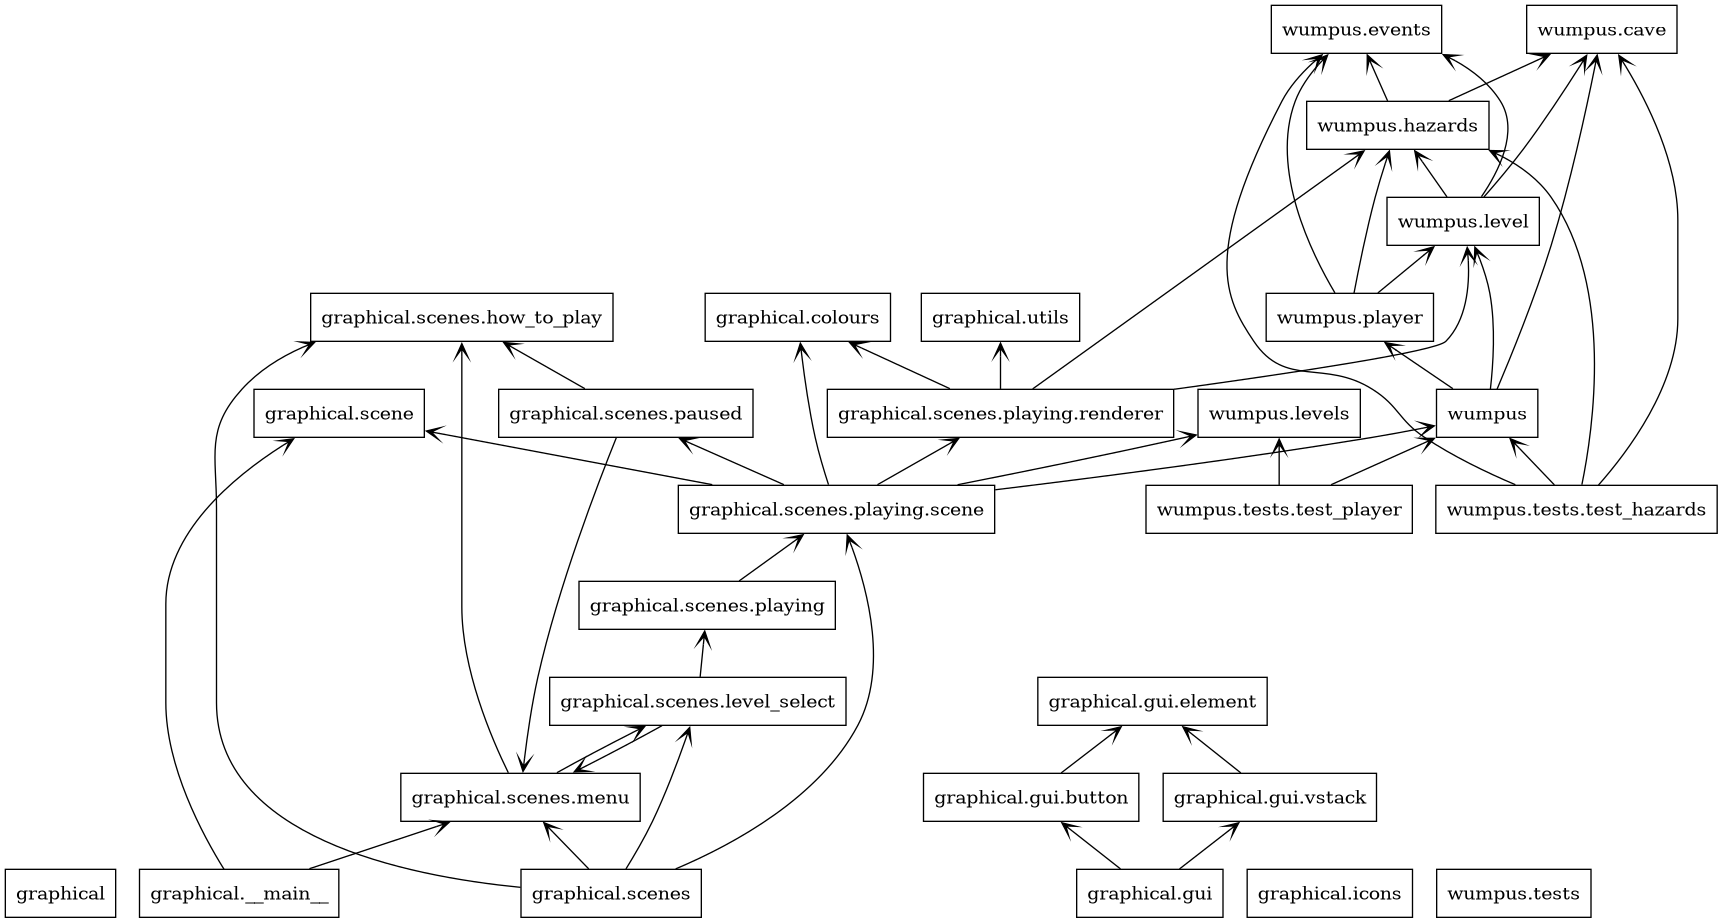 wumpus.events
wumpus.cave
wumpus.hazards
wumpus.level
graphical.scenes.how_to_play
graphical.colours
graphical.utils
wumpus.player
graphical.scene
graphical.scenes.paused
graphical.scenes.playing.renderer
wumpus.levels
wumpus
graphical.scenes.playing.scene
wumpus.tests.test_player
wumpus.tests.test_hazards
graphical.scenes.playing
graphical.scenes.level_select
graphical.gui.element
graphical.scenes.menu
graphical.gui.button
graphical.gui.vstack
graphical
graphical.__main__
graphical.scenes
graphical.gui
graphical.icons
wumpus.tests